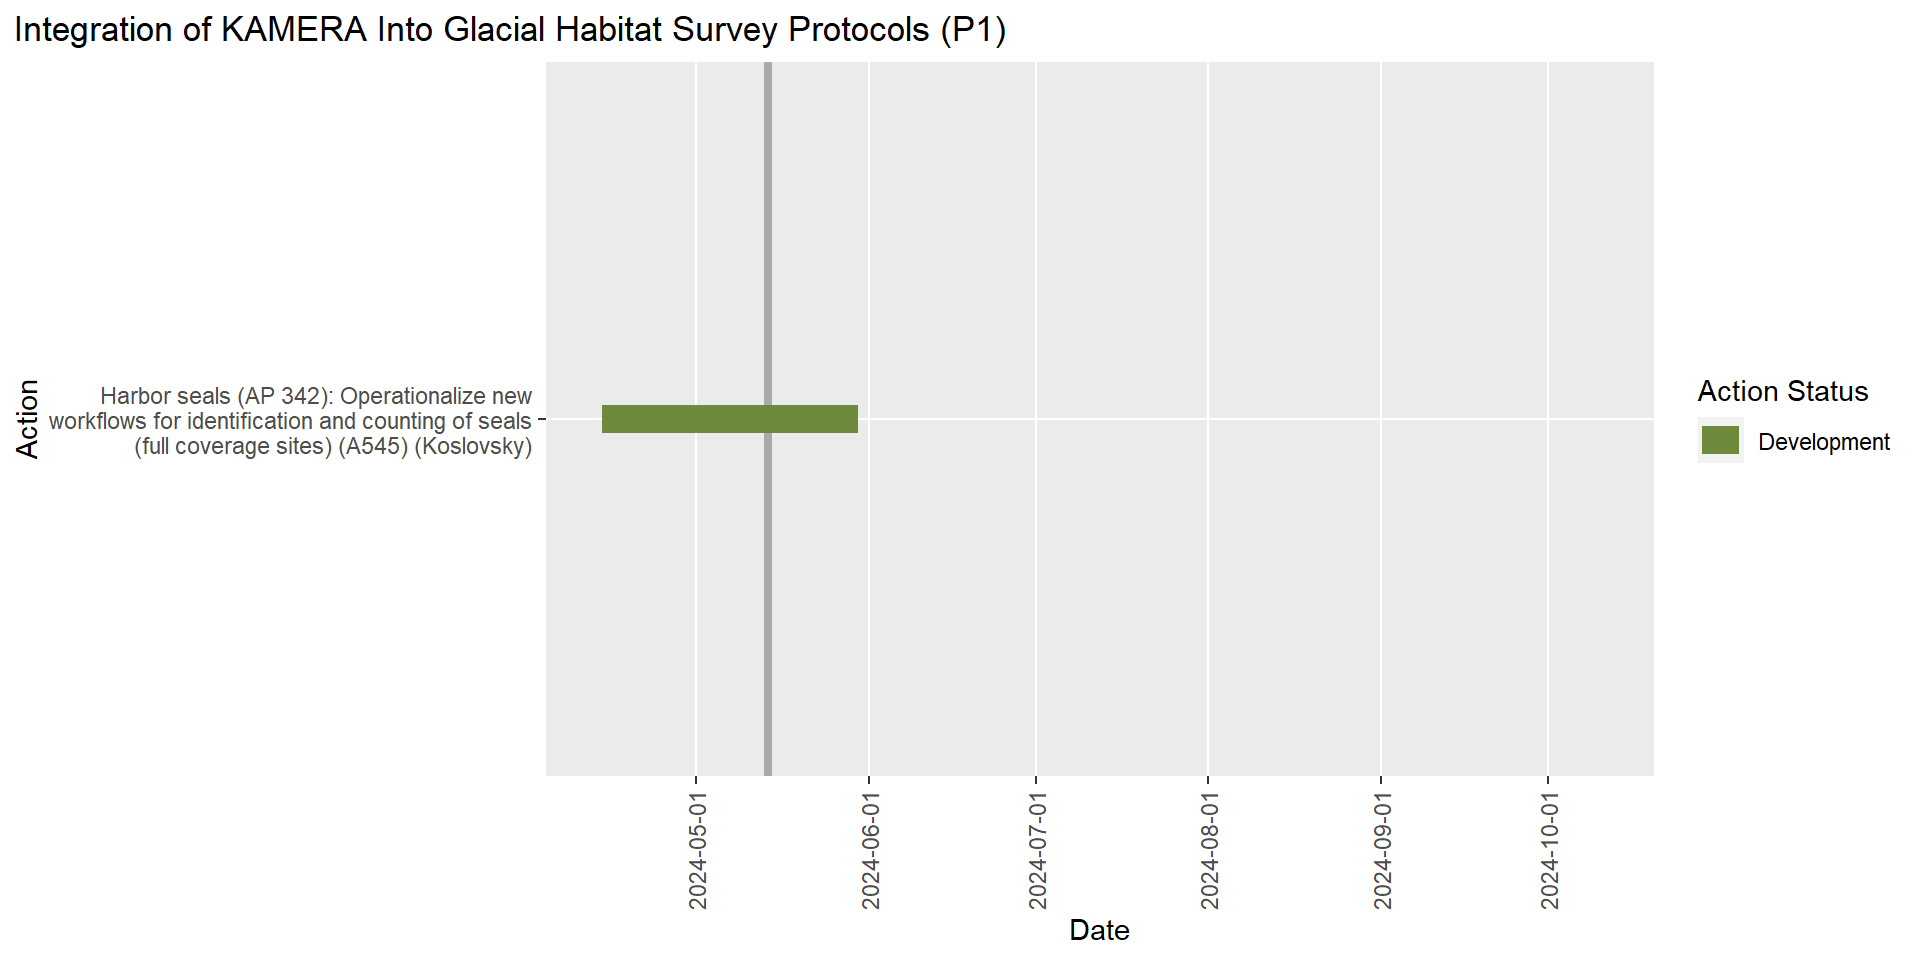 Integration of KAMERA Into Glacial Habitat Survey Protocols (P1)
Action
Harbor seals (AP 342): Operationalize new
workflows for identification and counting of seals
(full coverage sites) (A545) (Koslovsky)
Action Status
Development
2024-05-01
2024-06-01
2024-07-01
2024-08-01
2024-09-01
2024-10-01
Date